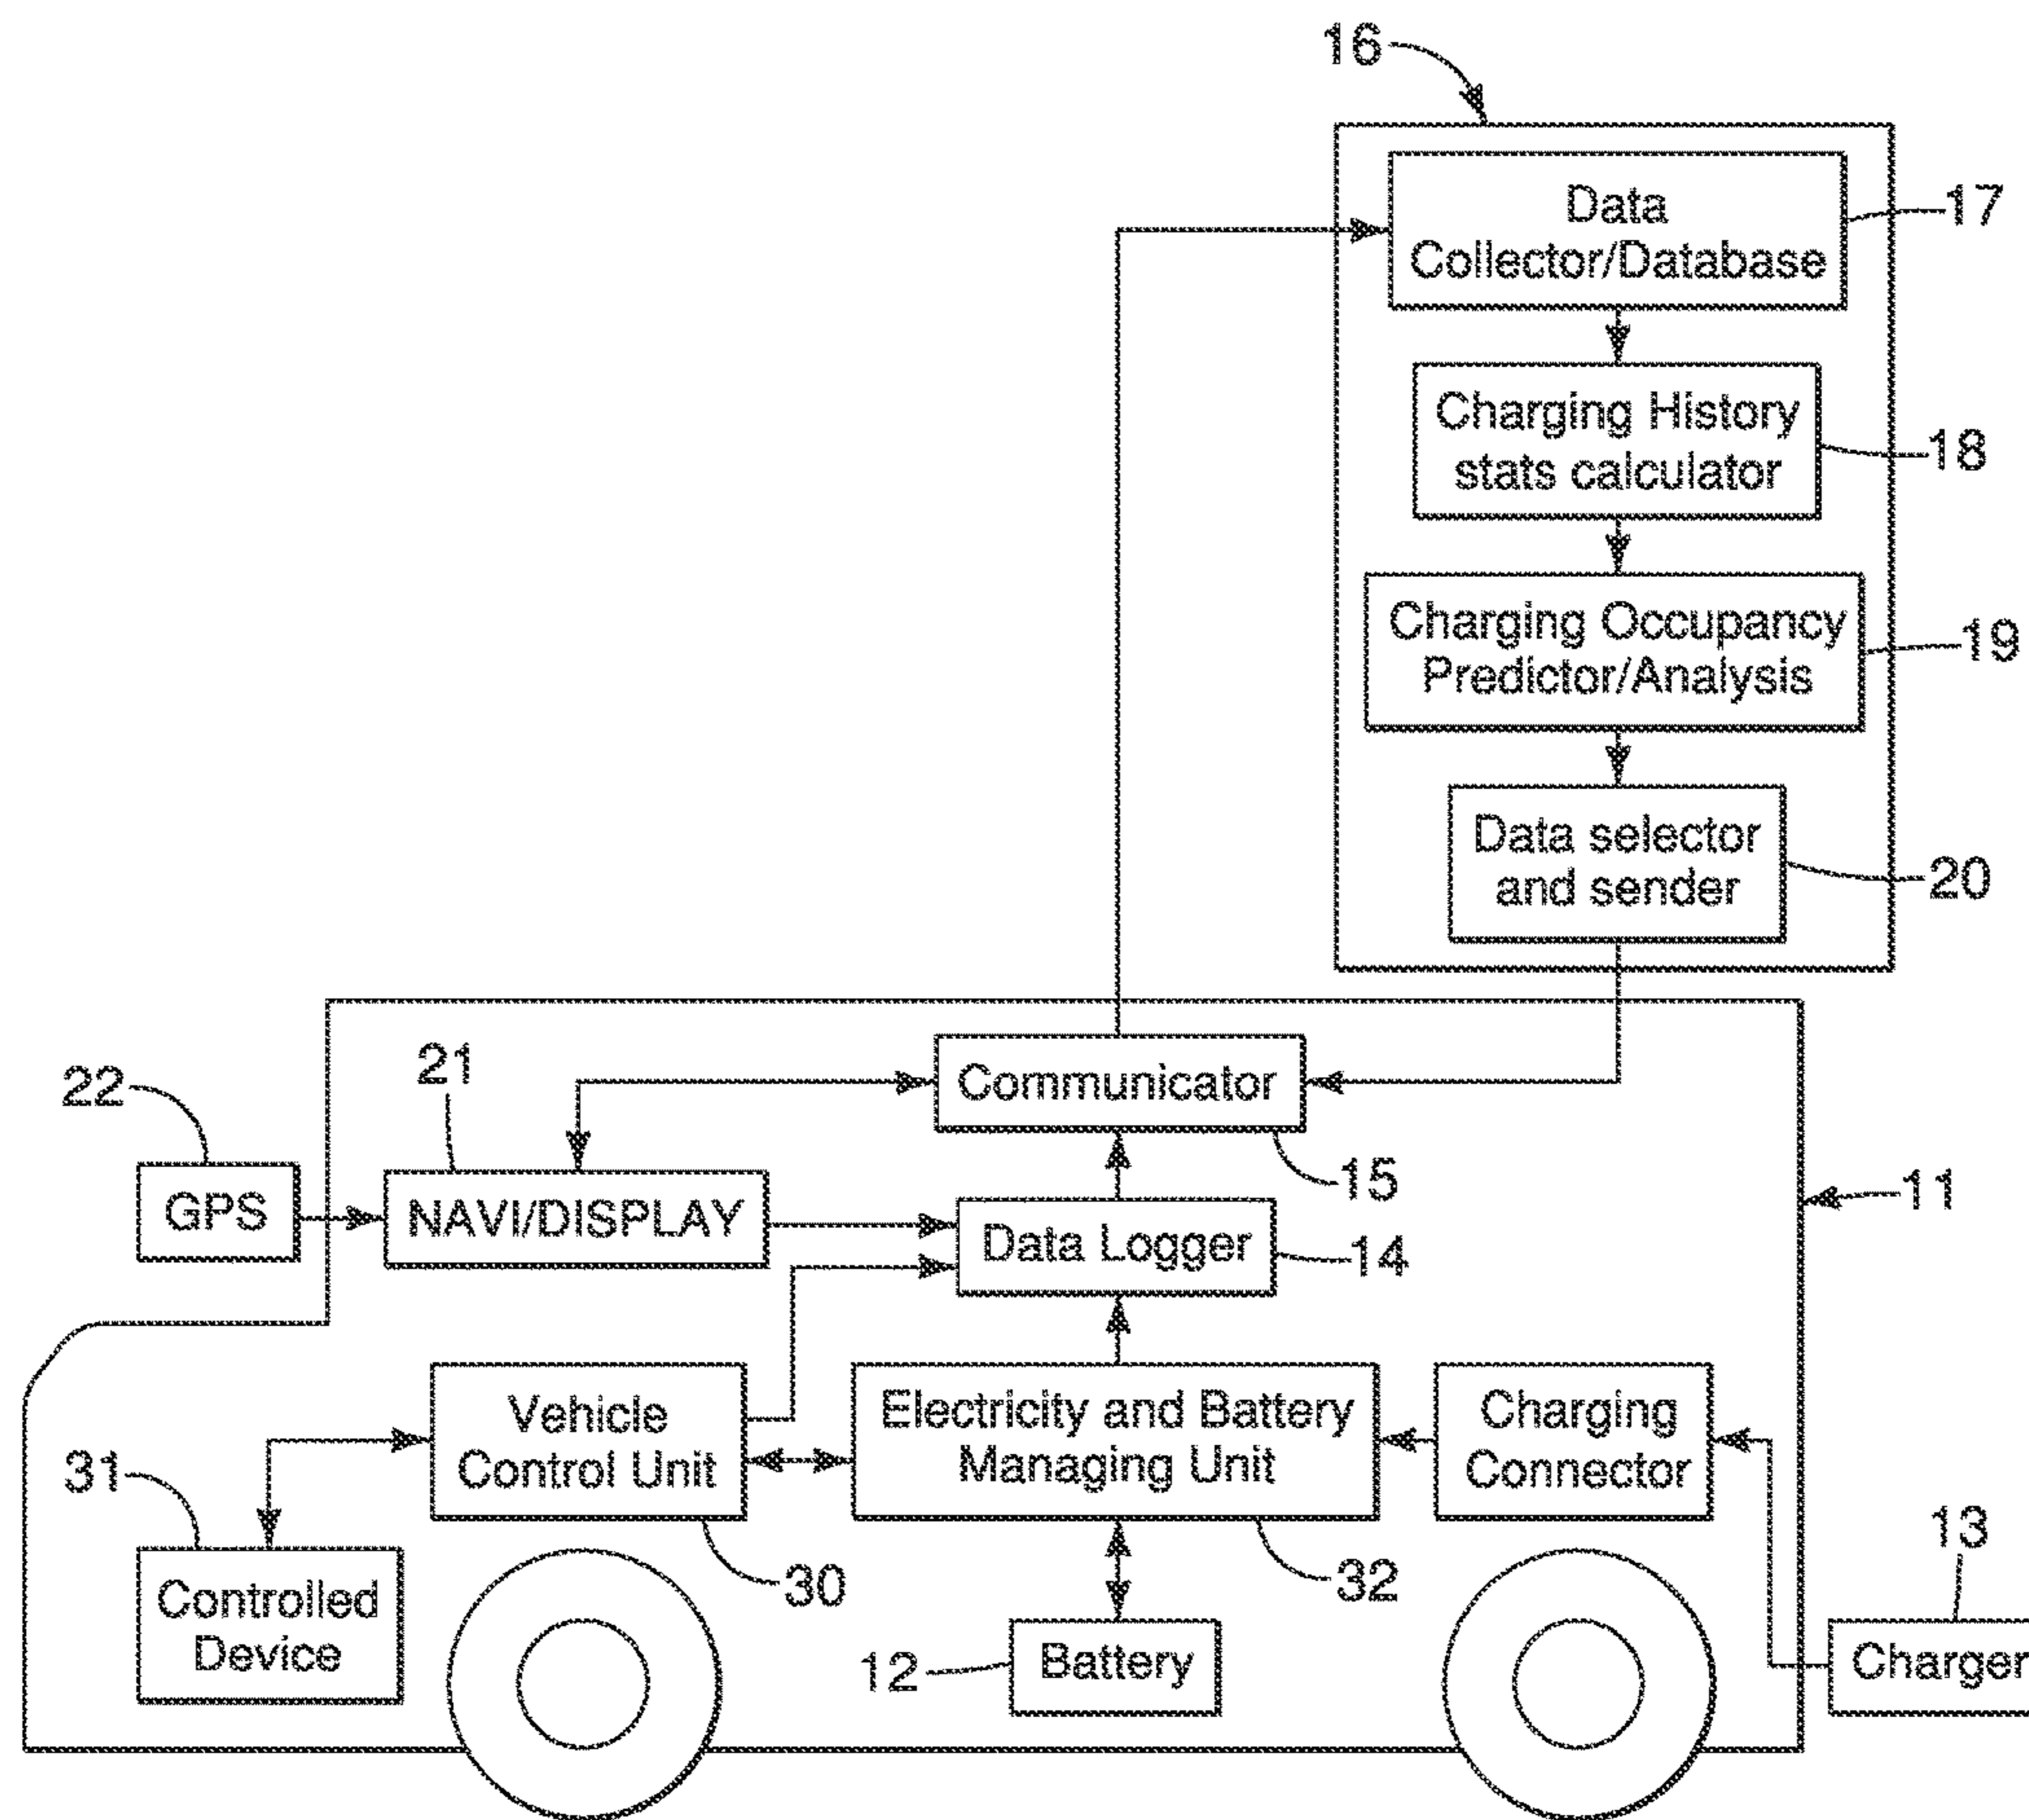 16
Data
Collector/Database
17
Charging History
stats calculator
18
Charging Occupancy
Predictor/Analysis
19
Data selector
and sender
20
22
21
Communicator
15
11
GPS
NAVI/DISPLAY
Data Logger
14
31
Vehicle
Control Unit
30
Electricity and Battery
Managing Unit
32
Charging
Connector
13
Controlled
Device
12
Battery
Charger